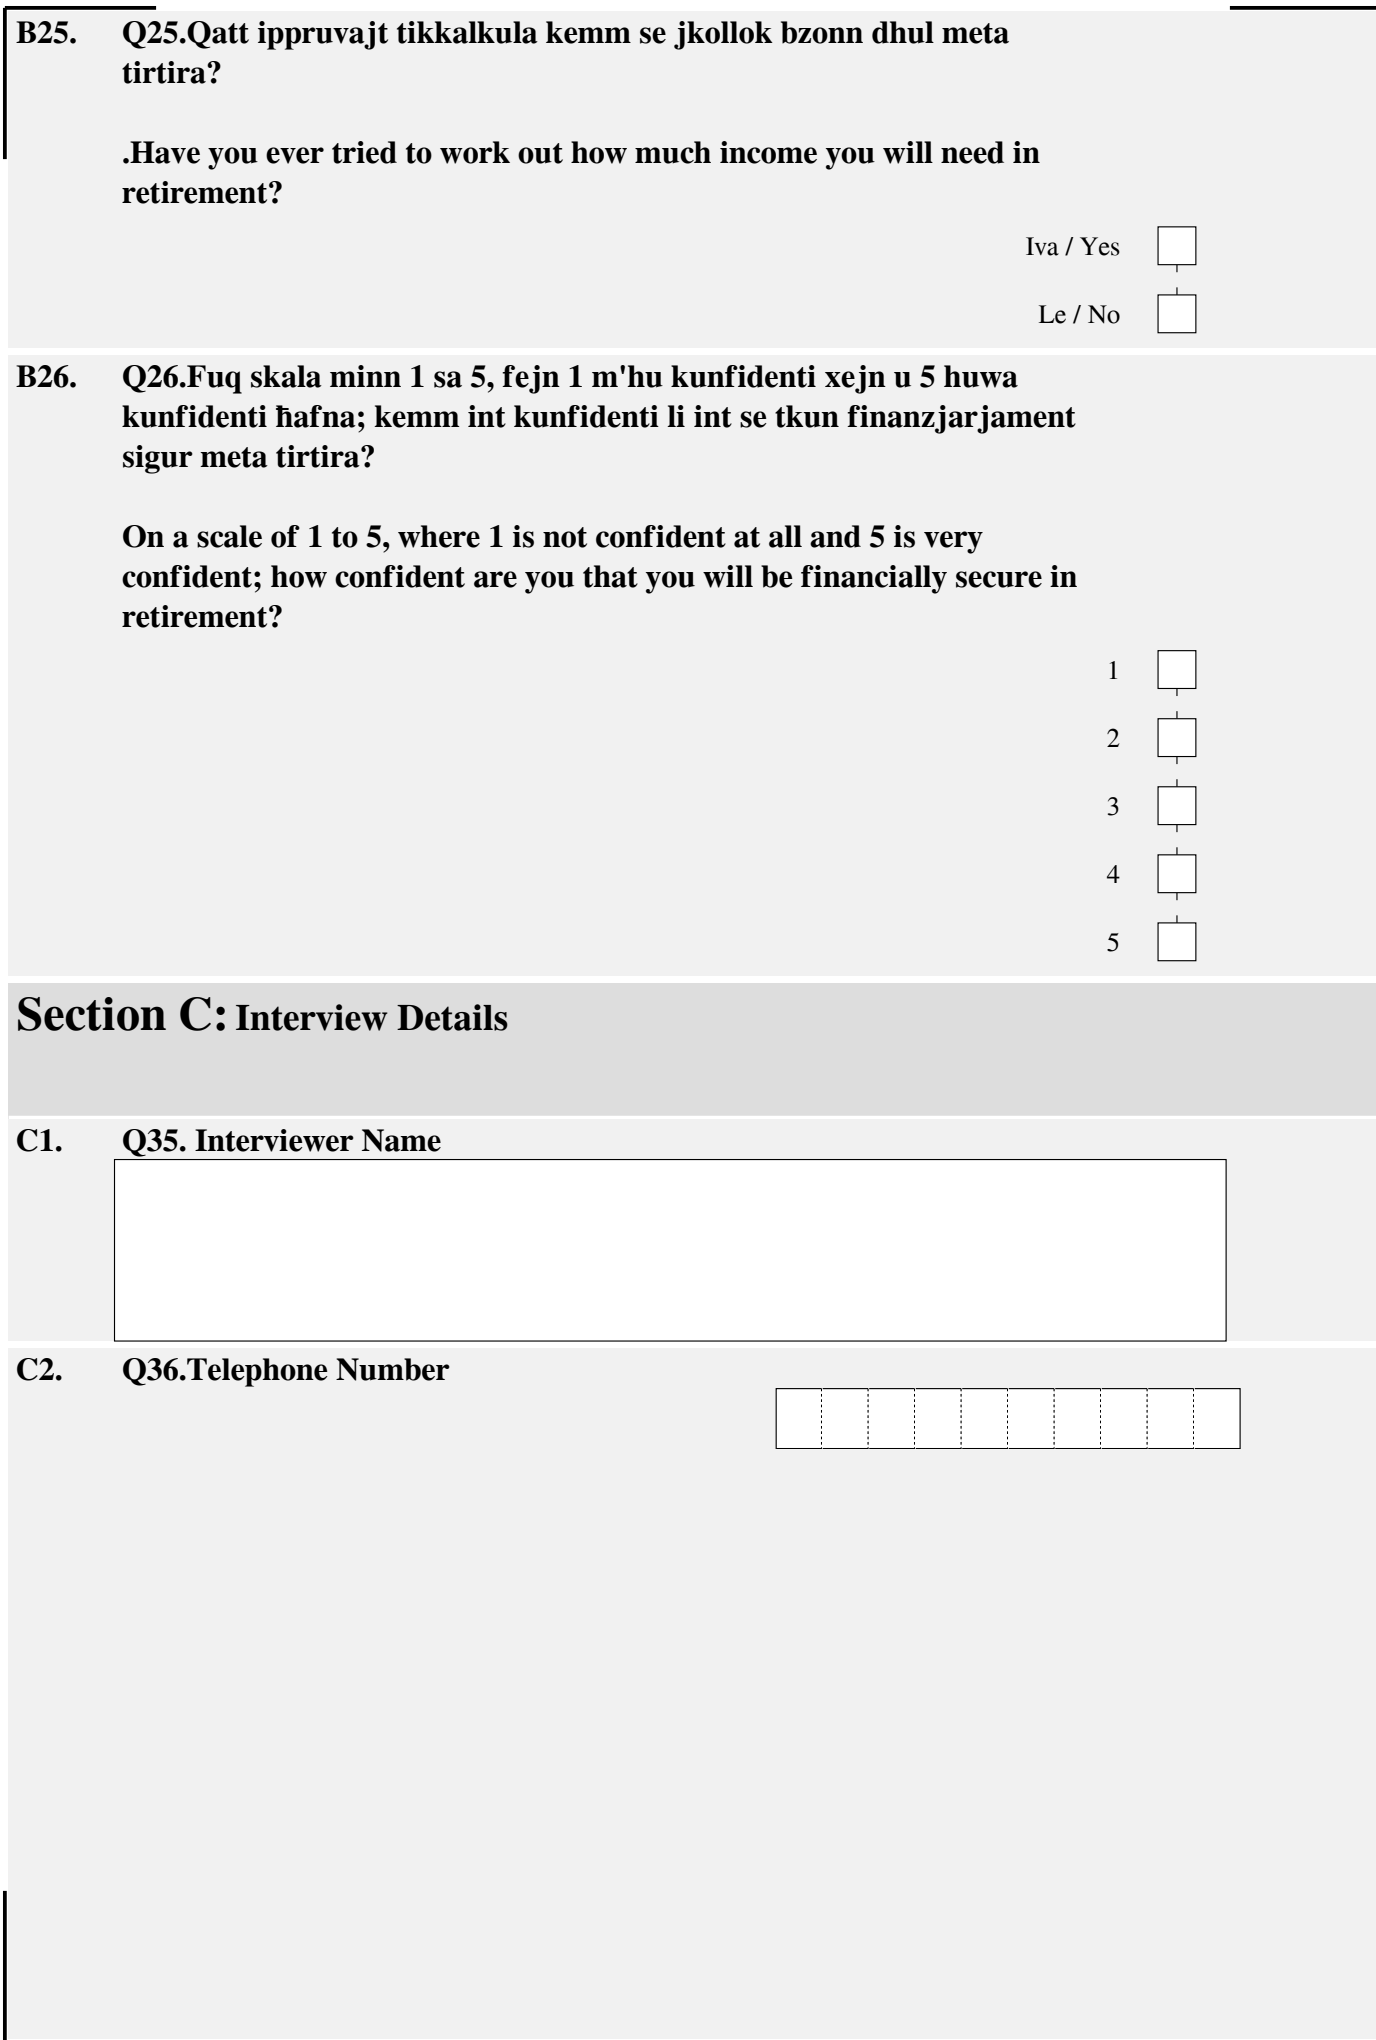 B25. Q25.Qatt ippruvajt tikkalkula kemm se jkollok bzonn dhul meta
tirtira?
.Have you ever tried to work out how much income you will need in
retirement?
Iva / Yes
Le / No
B26. Q26.Fuq skala minn 1 sa 5, fejn 1 m'hu kunfidenti xejn u 5 huwa
kunfidenti ħafna; kemm int kunfidenti li int se tkun finanzjarjament
sigur meta tirtira?
On a scale of 1 to 5, where 1 is not confident at all and 5 is very
confident; how confident are you that you will be financially secure in
retirement?
1
2
3
4
5
Section C: Interview Details
C1. Q35. Interviewer Name
C2. Q36.Telephone Number